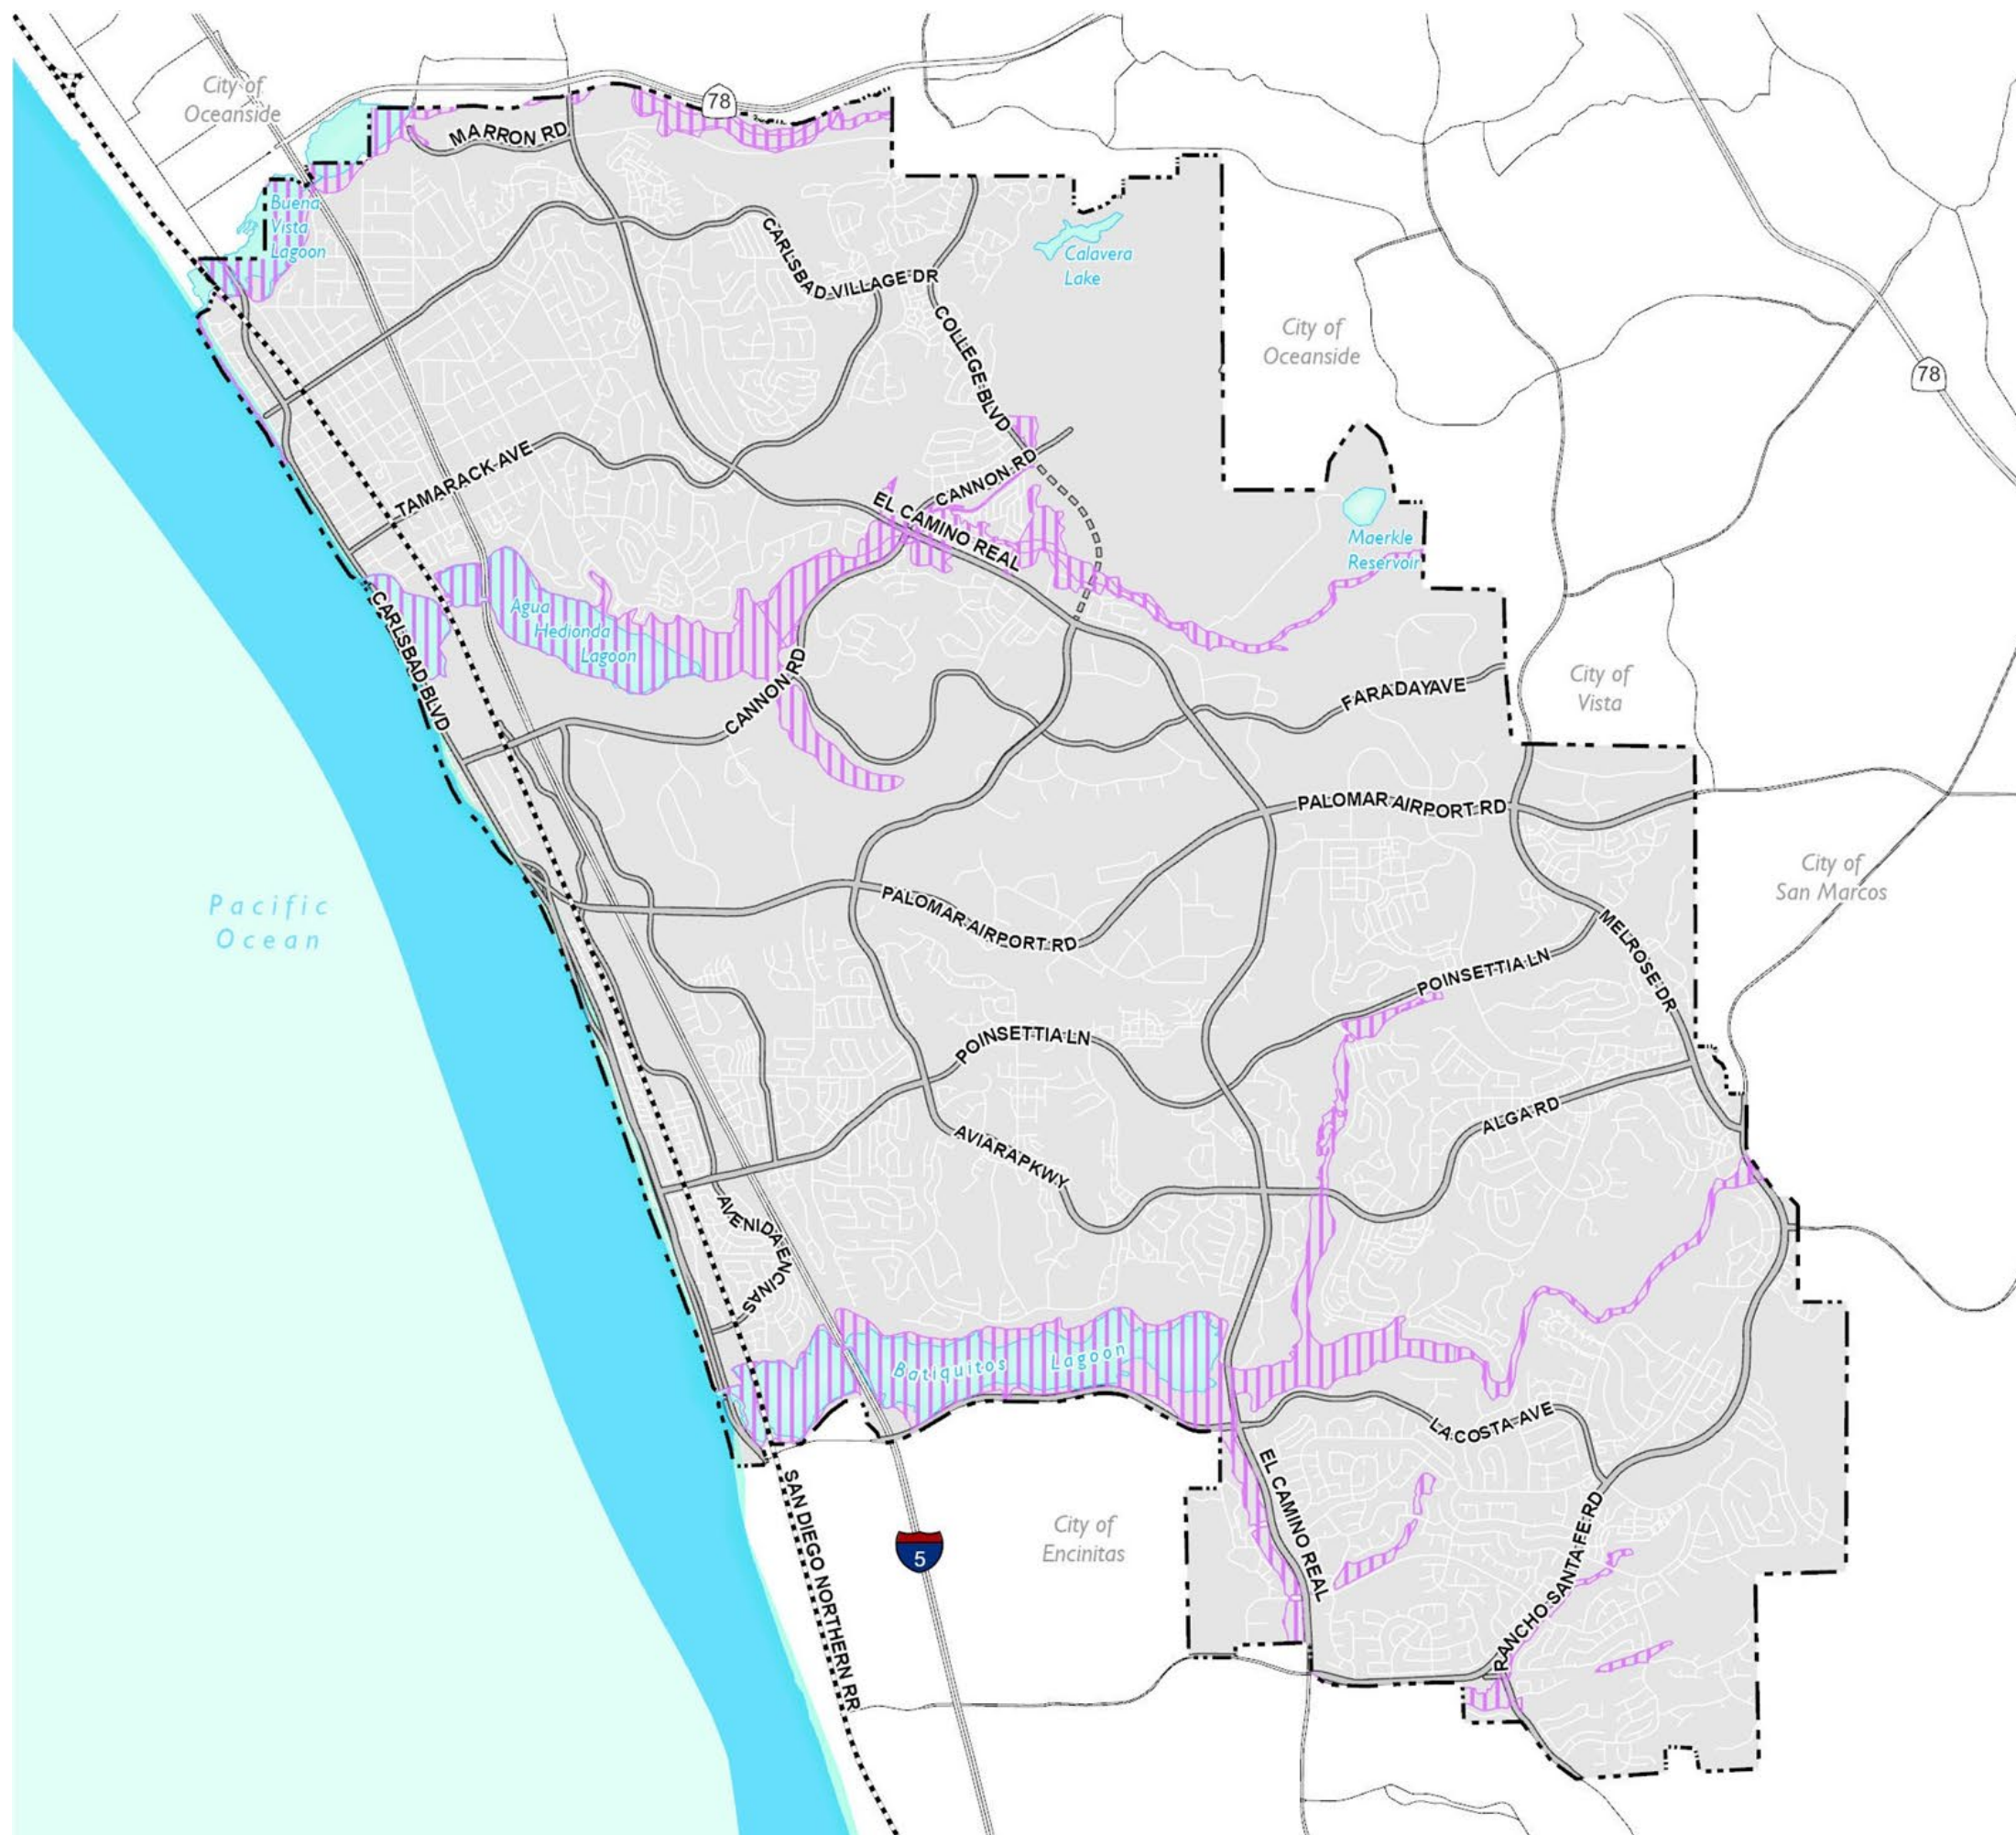 City of
Oceanside
78
MARRON RD
Buena
Vista
Lagoon
CARLSBAD VILLAGE DR
Calavera
Lake
COLLEGE BLVD
City of
Oceanside
78
TAMARACK AVE
CANNON RD
EL CAMINO REAL
Maerkle
Reservoir
Agua
Hedionda
Lagoon
CARLSBAD BLVD
CANNON RD
FARADAY AVE
City of
Vista
PALOMAR AIRPORT RD
City of
San Marcos
Pacific
Ocean
PALOMAR AIRPORT RD
MELROSE DR
POINSETTIA LN
POINSETTIA LN
ALGA RD
AVIARA PKWY
AVENIDA ENCINAS
Batiquitos Lagoon
LA COSTA AVE
EL CAMINO REAL
SAN DIEGO NORTHERN RR
5
City of
Encinitas
RANCHO SANTA FE RD